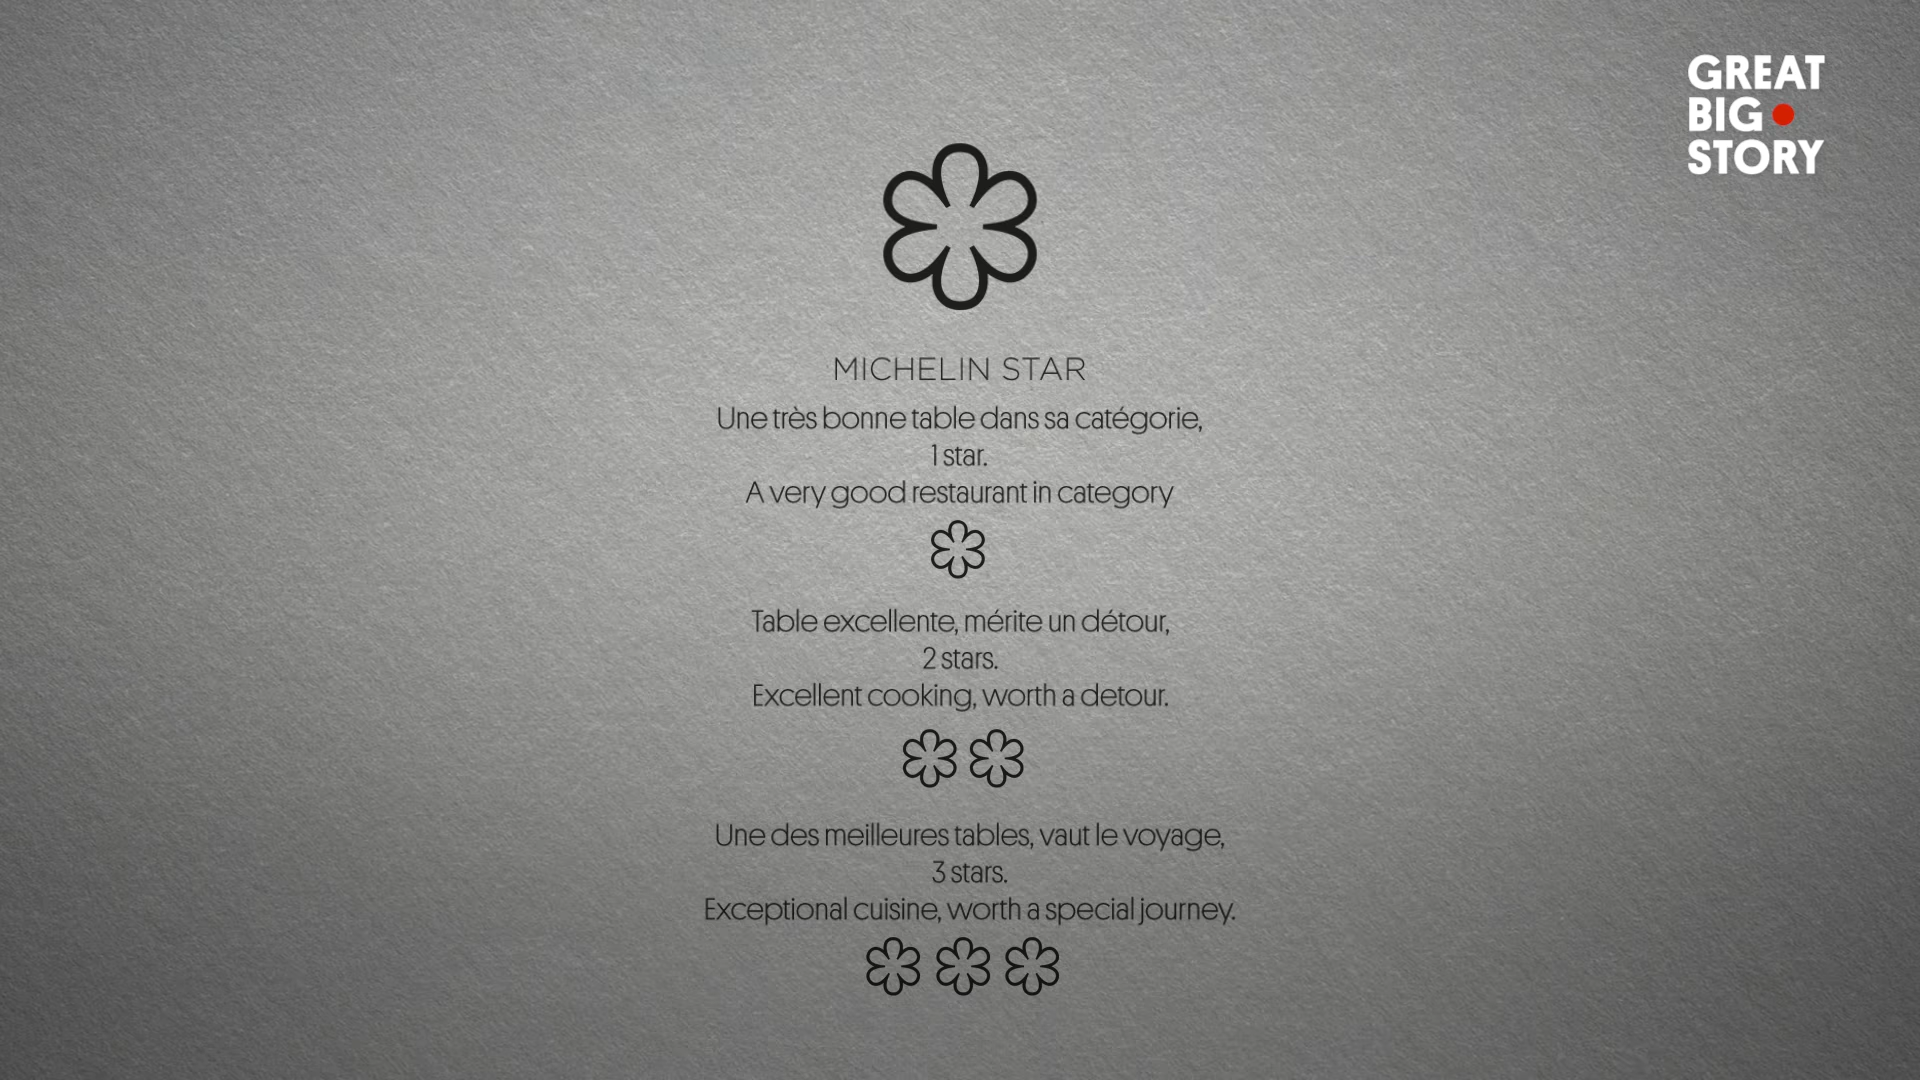 GREAT
BIG
STORY
MICHELIN STAR
Une très bonne table dans sa catégorie,
1 star.
A very good restaurant in category
Table excellente, mérite un détour,
2 stars.
Excellent cooking, worth a detour.
Une des meilleures tables, vaut le voyage,
3 stars.
Exceptional cuisine, worth a special journey.